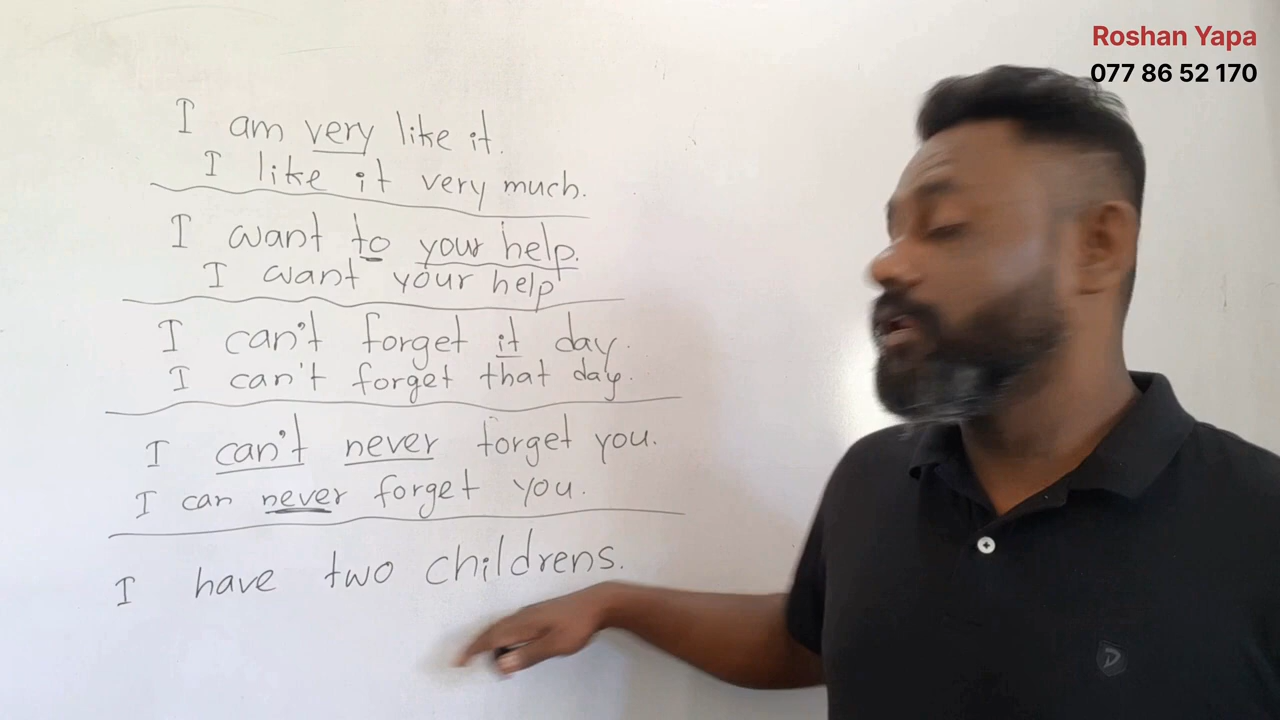 Roshan Yapa
077 86 52 170
I am very like it.
I like it very much.
I want to your help.
I want your help
I can't forget it day.
I can't forget that day.
I can't never forget you.
I can never forget you.
I have two childrens.